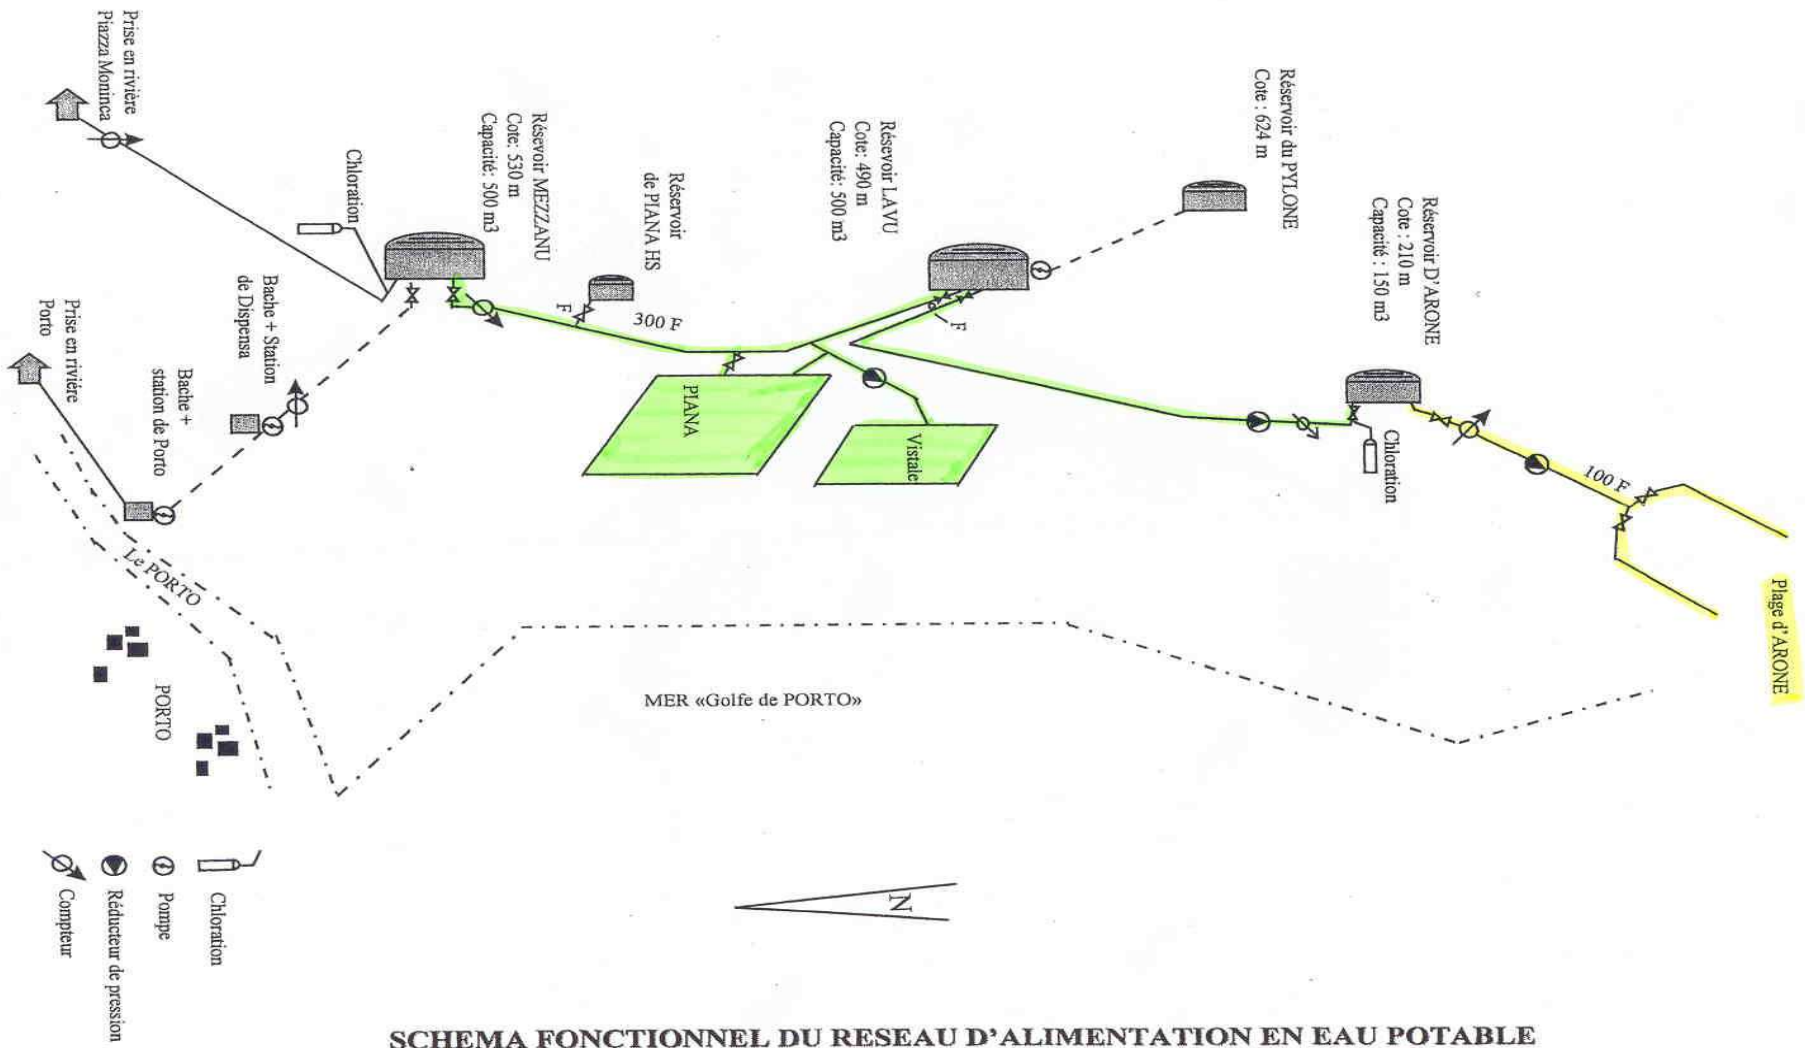 Prise en rivière
Piazza Moninca
Chloration
Résevoir MEZZANU
Cote: 530 m
Capacité: 500 m3
Réservoir
de PIANA HS
F
300 F
Résevoir LAVU
Cote: 490 m
Capacité: 500 m3
F
Réservoir du PYLONE
Cote : 624 m
Réservoir D'ARONE
Cote : 210 m
Capacité : 150 m3
Chloration
100 F
Plage d'ARONE
PIANA
Vistale
Bache + Station
de Dispensa
Bache +
station de Porto
Prise en rivière
Porto
Le PORTO
PORTO
MER «Golfe de PORTO»
N
Chloration
Pompe
Réducteur de pression
Compteur
SCHEMA FONCTIONNEL DU RESEAU D'ALIMENTATION EN EAU POTABLE